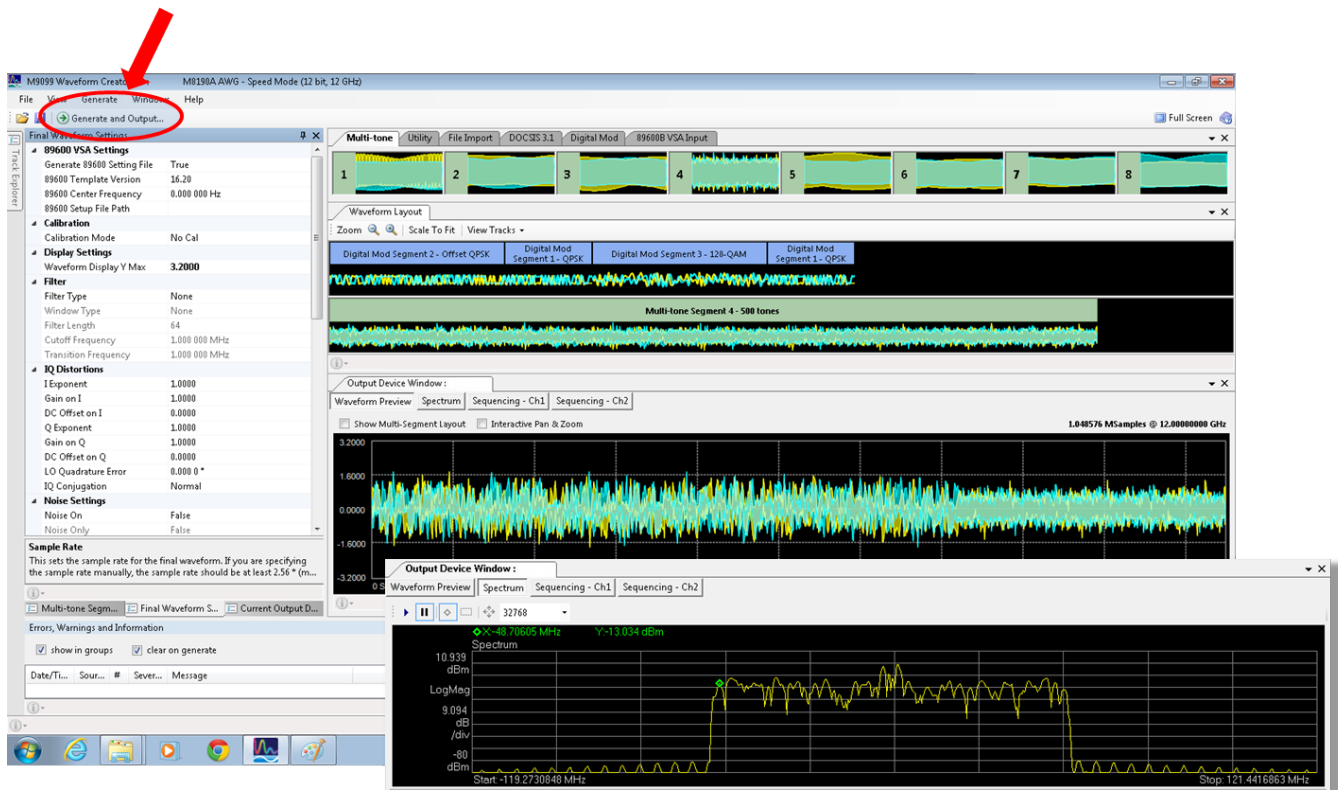 M9099 Waveform M8190A AWG - Speed Mode (12 bit, 12 GHz)
File View Generate Window Help
Generate and Output...
Full Screen
Final Waveform Settings
Track Explorer
89600 VSA Settings
Generate 89600 Setting File True
89600 Template Version 16.20
89600 Center Frequency 0.000 000 Hz
89600 Setup File Path
Calibration
Calibration Mode No Cal
Display Settings
Waveform Display Y Max 3.2000
Filter
Filter Type None
Window Type None
Filter Length 64
Cutoff Frequency 1.000 000 MHz
Transition Frequency 1.000 000 MHz
IQ Distortions
I Exponent 1.0000
Gain on I 1.0000
DC Offset on I 0.0000
Q Exponent 1.0000
Gain on Q 1.0000
DC Offset on Q 0.0000
LO Quadrature Error 0.000 0 °
IQ Conjugation Normal
Noise Settings
Noise On False
Noise Only False
Sample Rate
This sets the sample rate for the final waveform. If you are specifying
the sample rate manually, the sample rate should be at least 2.56 * (m...
Multi-tone Segm... Final Waveform S... Current Output D...
Errors, Warnings and Information
show in groups clear on generate
Date/Ti... Sour... # Sever... Message
Multi-tone Utility File Import DOCSIS 3.1 Digital Mod 89600B VSA Input
1 2 3 4 5 6 7 8
Waveform Layout
Zoom Scale To Fit View Tracks
Digital Mod Segment 2 - Offset QPSK
Digital Mod
Segment 1 - QPSK
Digital Mod Segment 3 - 128-QAM
Digital Mod
Segment 1 - QPSK
Multi-tone Segment 4 - 500 tones
Output Device Window :
Waveform Preview Spectrum Sequencing - Ch1 Sequencing - Ch2
Show Multi-Segment Layout Interactive Pan & Zoom 1.048576 MSamples @ 12.00000000 GHz
3.2000
1.6000
0.0000
-1.6000
-3.2000
0 S
Output Device Window :
Waveform Preview Spectrum Sequencing - Ch1 Sequencing - Ch2
32768
X:-48.70605 MHz Y:-13.034 dBm
Spectrum
10.939
dBm
LogMag
9.094
dB
/div
-80
dBm
Start: -119.2730848 MHz Stop: 121.4416863 MHz